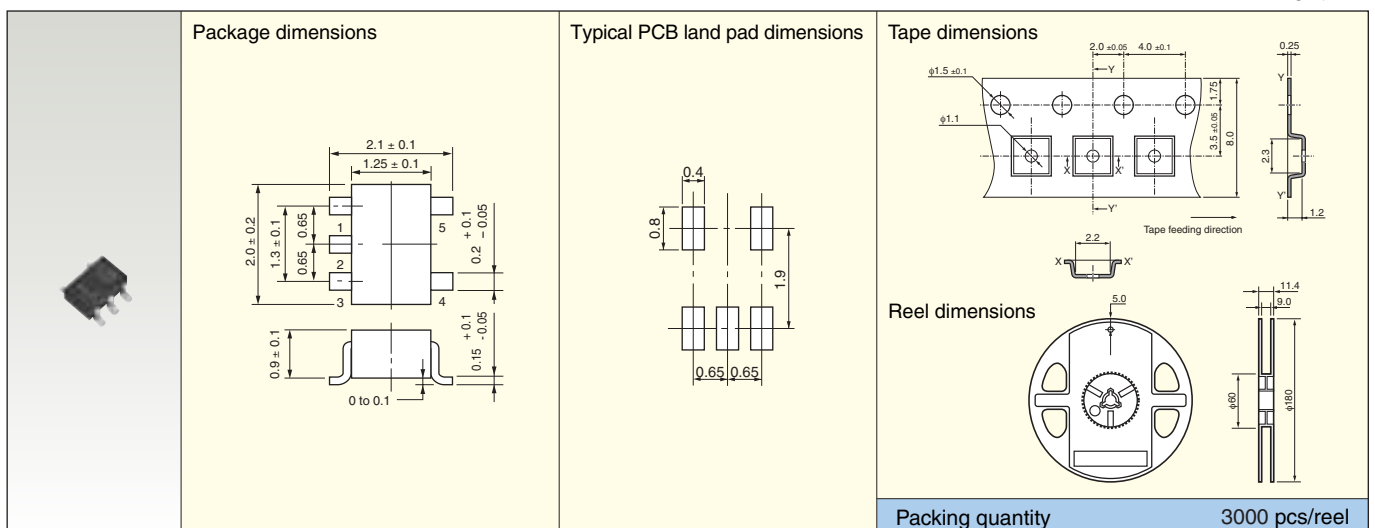 Package dimensions
2.1 ± 0.1
1.25 ± 0.1
2.0 ± 0.2
1.3 ± 0.1
0.65
0.65
1
2
3
5
4
+ 0.1
0.2 - 0.05
0.9 ± 0.1
+ 0.1
0.15 - 0.05
0 to 0.1
Typical PCB land pad dimensions
0.4
0.8
1.9
0.65 0.65
Tape dimensions
2.0 ±0.05
4.0 ±0.1
φ1.5 ±0.1
φ1.1
Y
X
X'
Y'
1.75
3.5 ±0.05
8.0
0.25
Y
2.3
Y'
1.2
Tape feeding direction
2.2
X
X'
Reel dimensions
5.0
11.4
9.0
φ60
φ180
Packing quantity 3000 pcs/reel